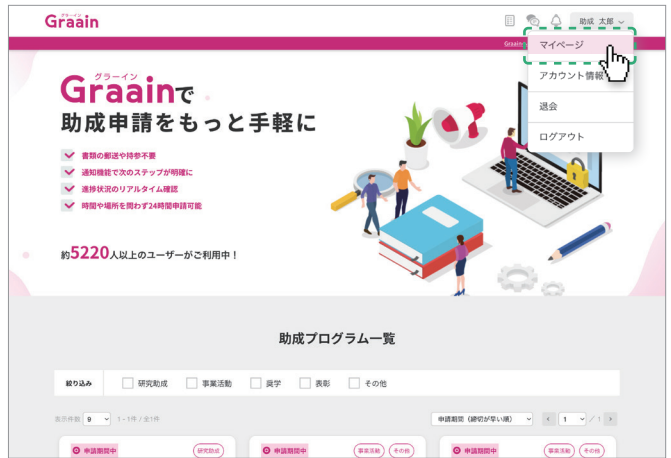 グラーイン
Graain
助成 太郎
Graain
マイページ
アカウント情報
退会
ログアウト
グラーイン
Graainで
助成申請をもっと手軽に
書類の郵送や持参不要
通知機能で次のステップが明確に
進捗状況のリアルタイム確認
時間や場所を問わず24時間申請可能
約5220人以上のユーザーがご利用中！
助成プログラム一覧
絞り込み 研究助成 事業活動 奨学 表彰 その他
表示件数 9 1 - 1件 / 全1件 申請期間（締切が早い順） < 1 / 1 >
申請期間中 研究助成 申請期間中 事業活動 その他 申請期間中 事業活動 その他